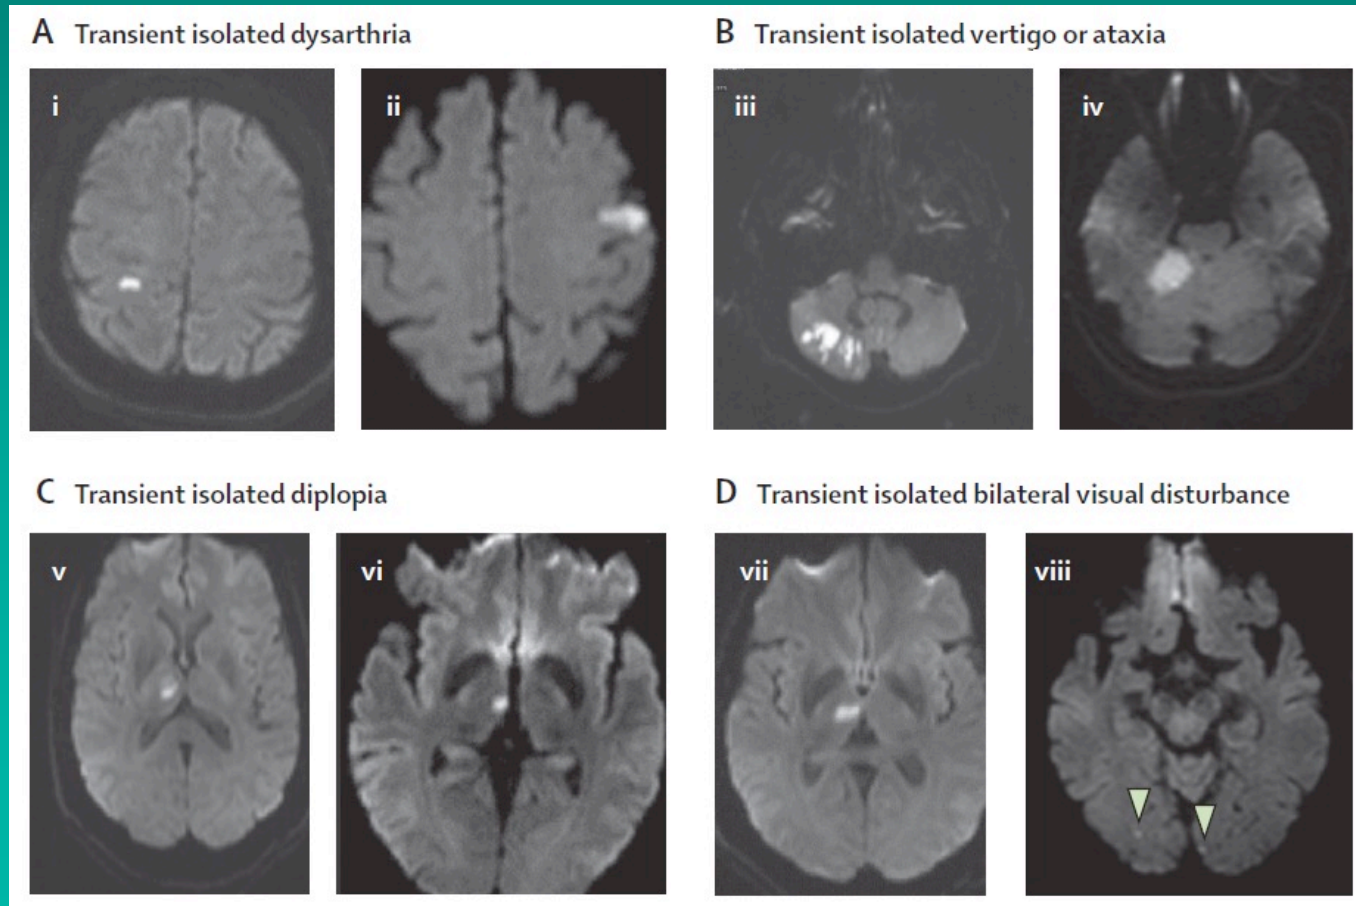 A Transient isolated dysarthria
B Transient isolated vertigo or ataxia
i
ii
iii
iv
C Transient isolated diplopia
D Transient isolated bilateral visual disturbance
v
vi
vii
viii